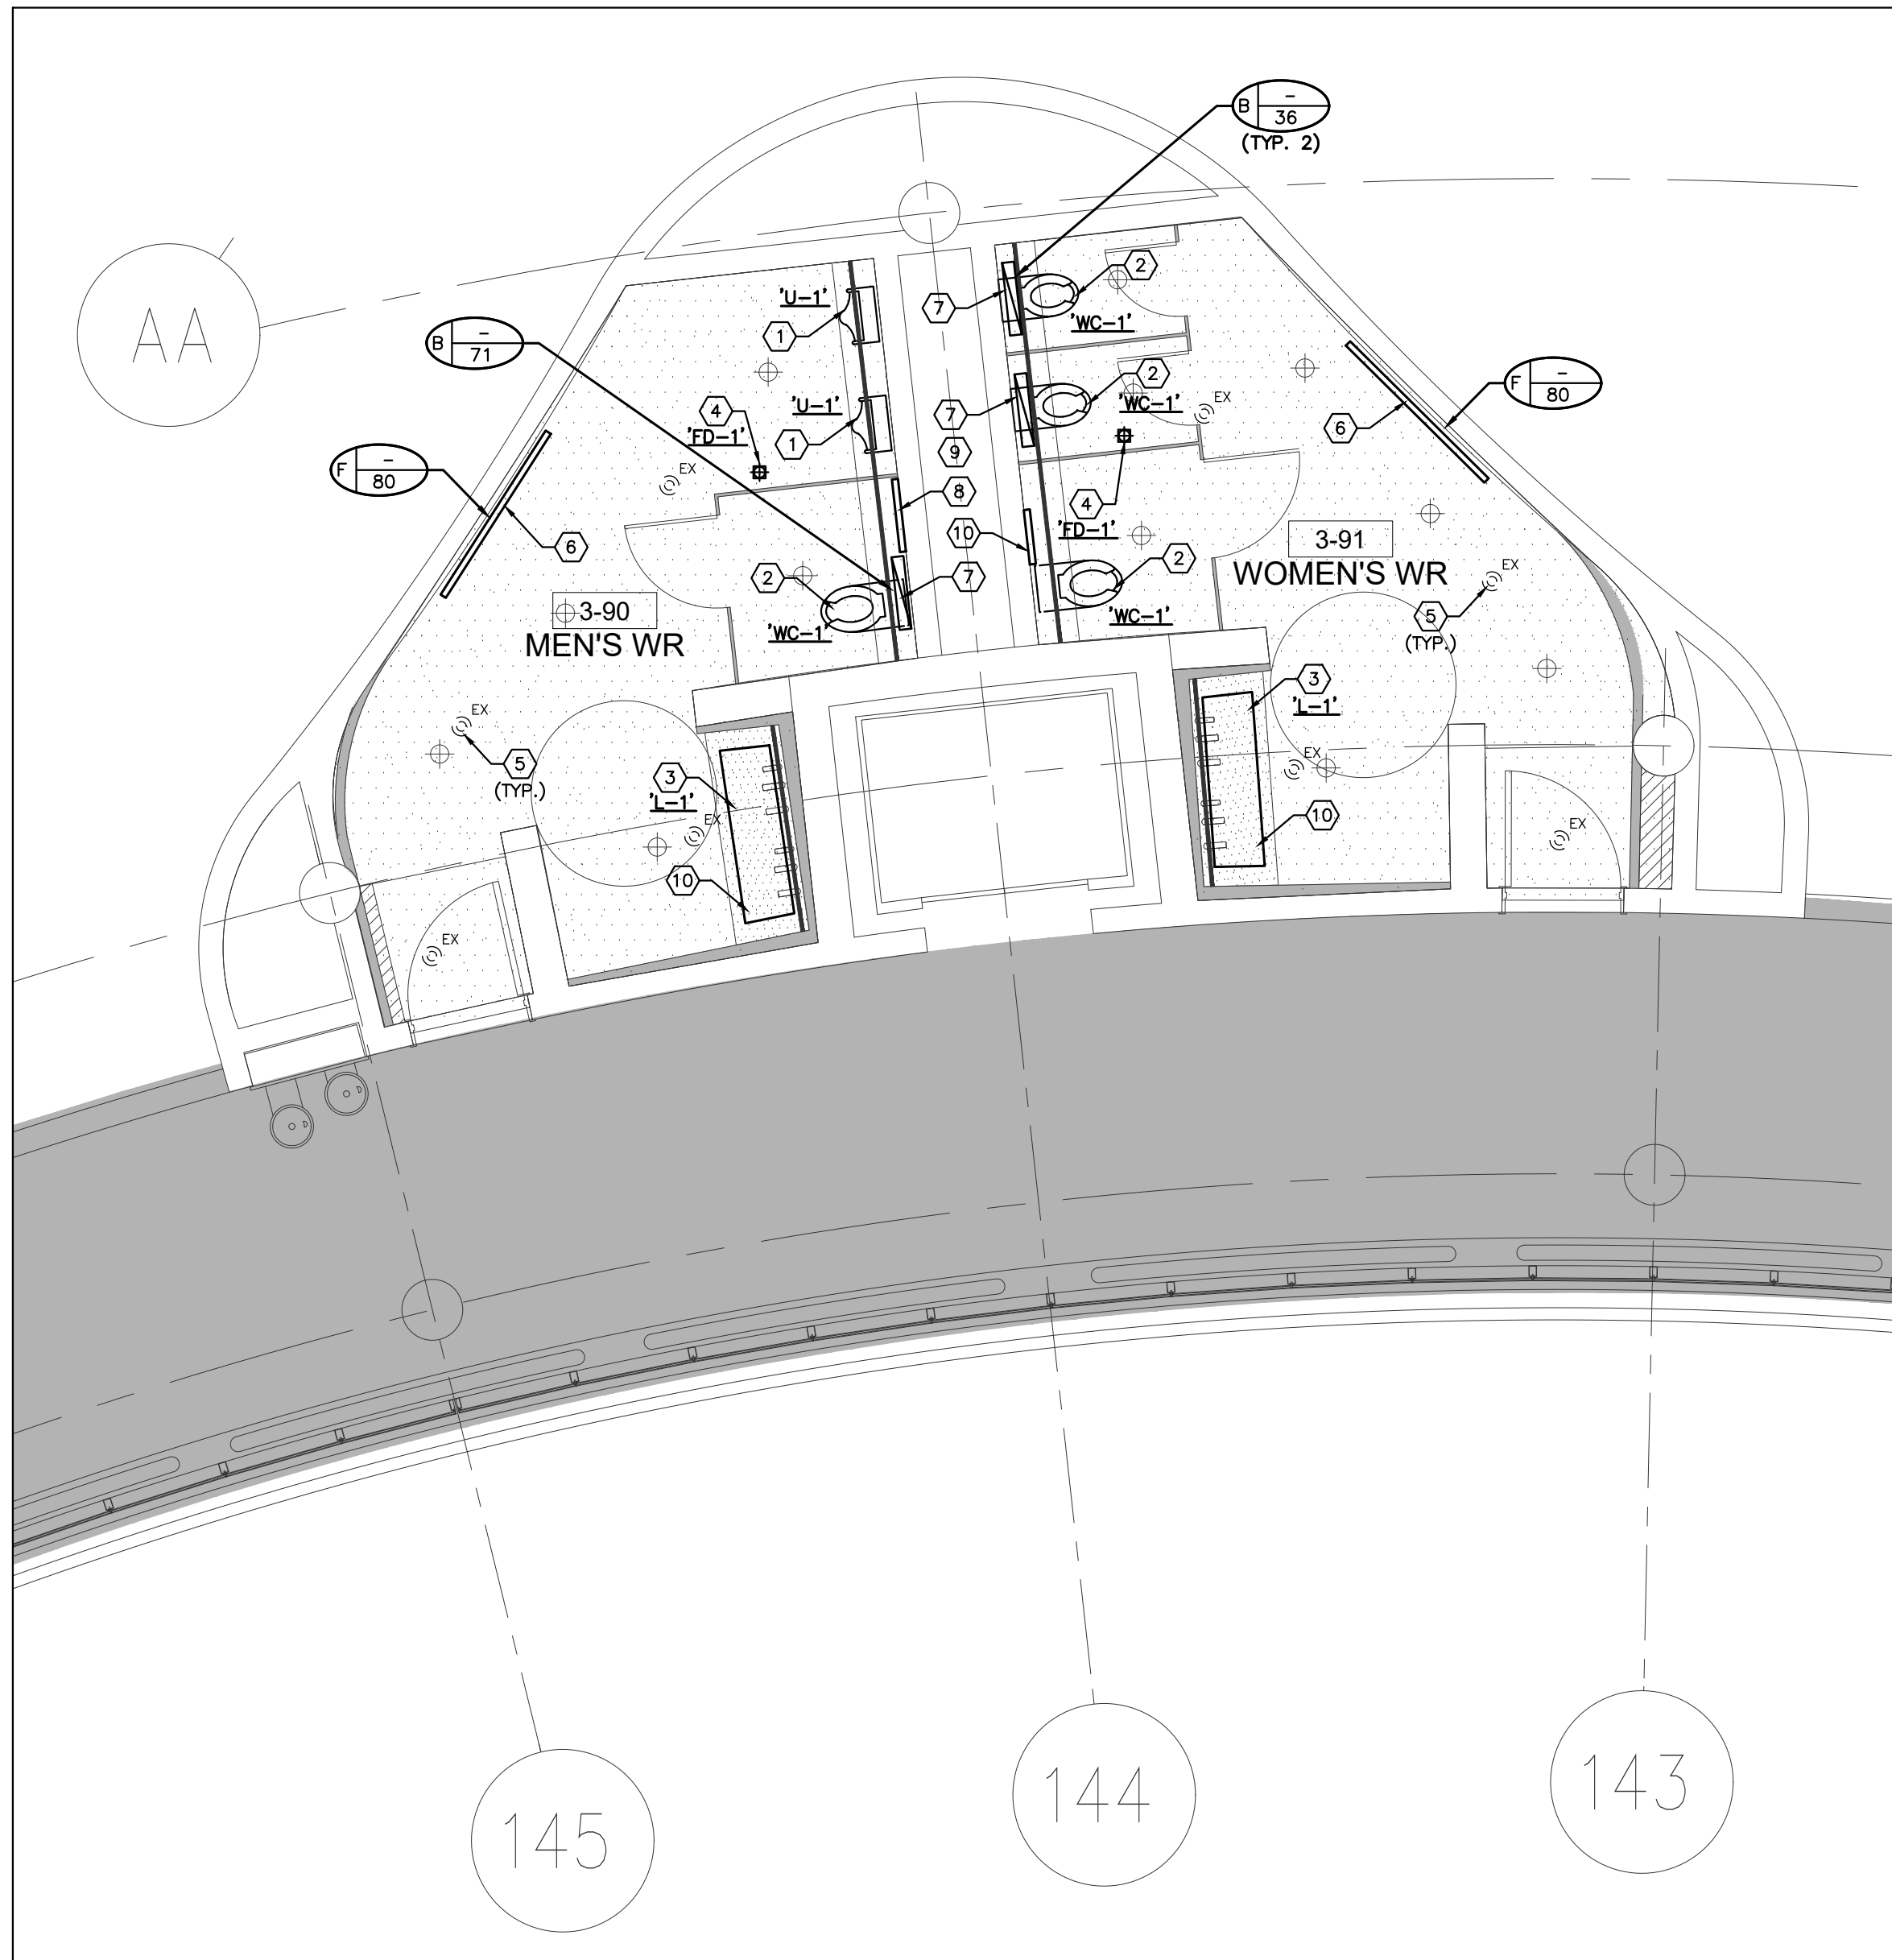 B
-
36
(TYP. 2)
AA
2
'U-1'
7
'WC-1'
1
B
-
71
2
F
-
80
'U-1'
4
'WC-1'
EX
7
6
'FD-1'
1
9
F
-
80
EX
8
4
'FD-1'
10
3-91
6
2
7
2
WOMEN'S WR
EX
3-90
'WC-1'
'WC-1'
5
(TYP.)
MEN'S WR
3
'L-1'
EX
5
(TYP.)
3
'L-1'
EX
EX
10
EX
10
EX
D
D
145
144
143